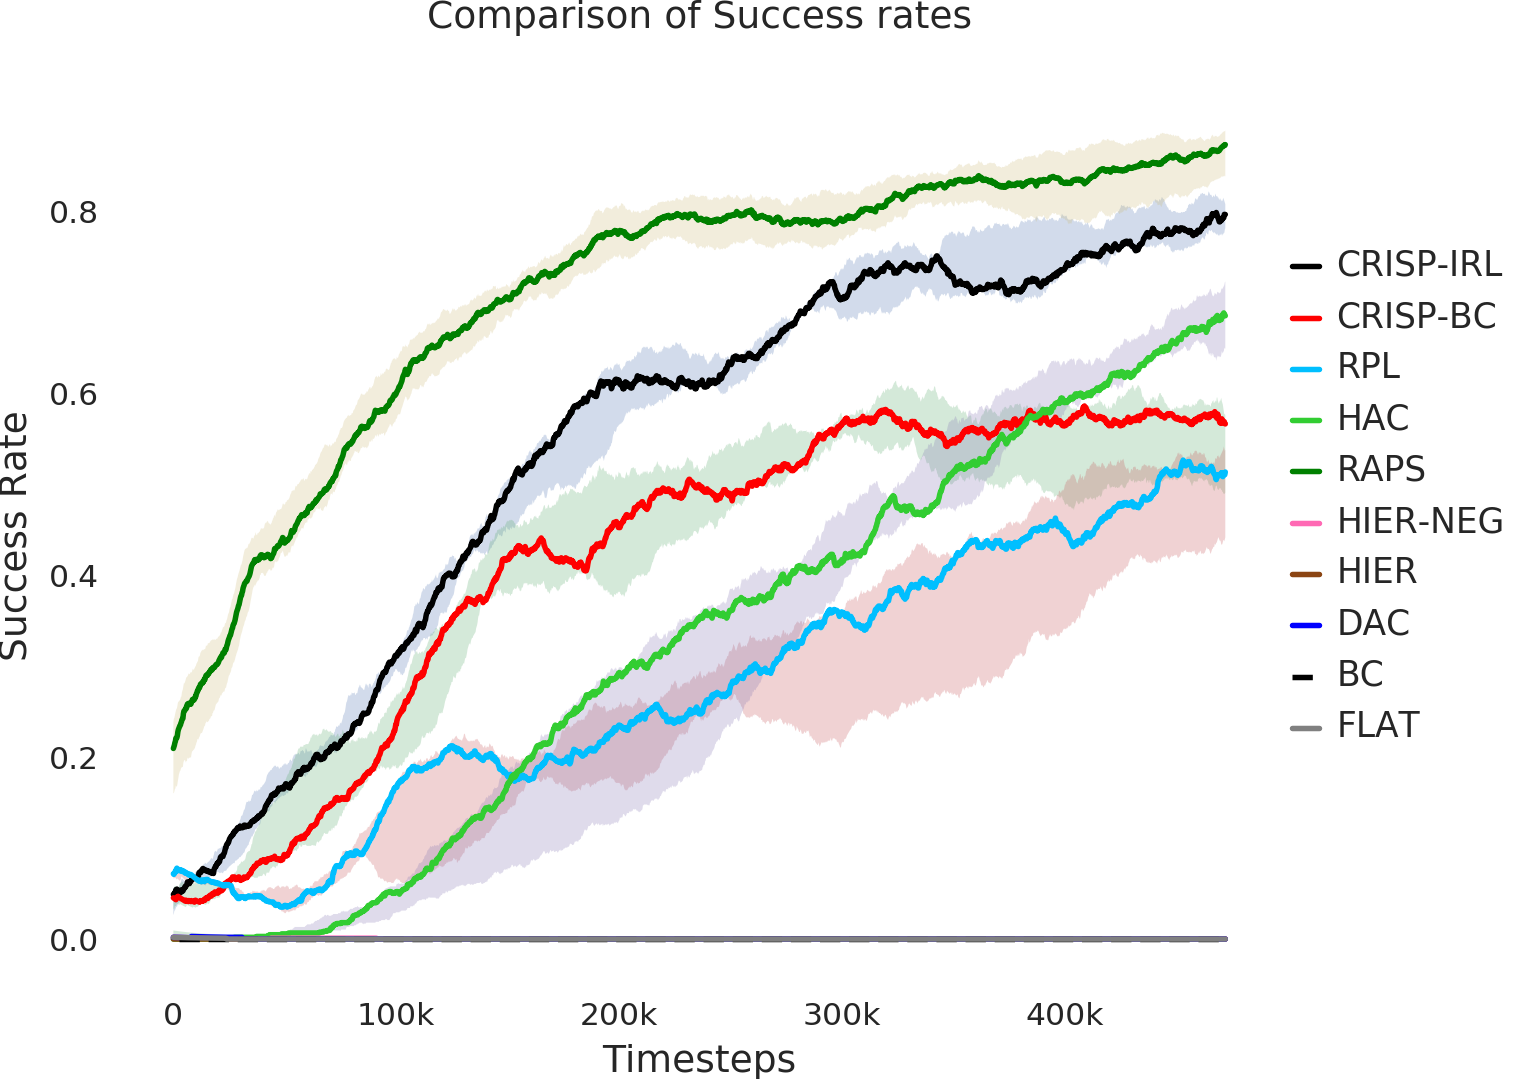 Comparison of Success rates
Success Rate
0.8
0.6
0.4
0.2
0.0
0
100k
200k
300k
400k
Timesteps
CRISP-IRL
CRISP-BC
RPL
HAC
RAPS
HIER-NEG
HIER
DAC
BC
FLAT